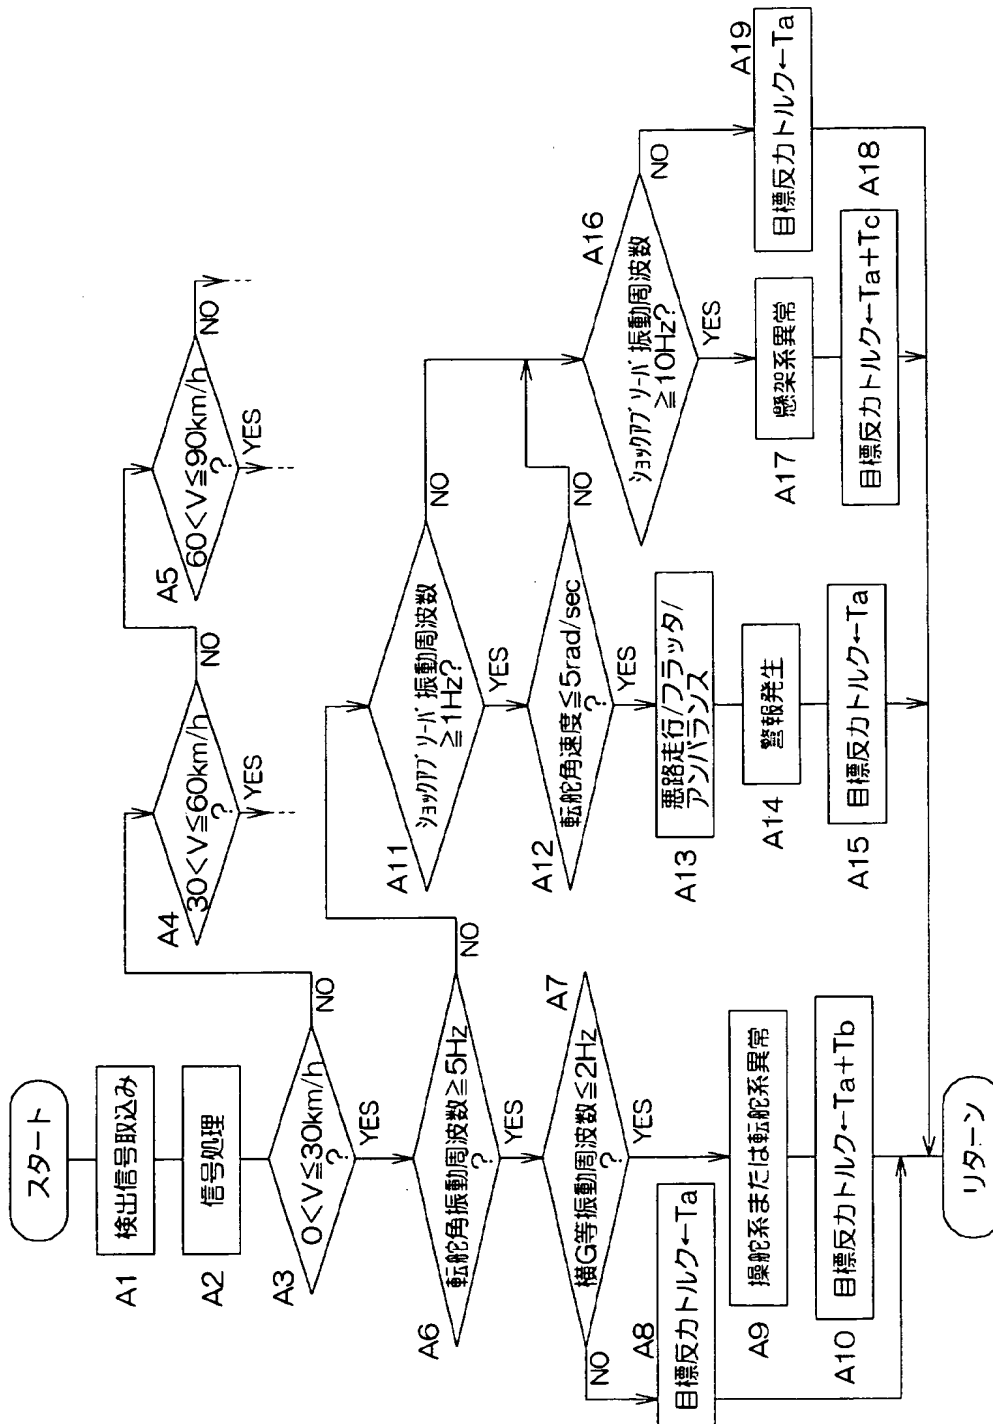 スタート
A1
検出信号取込み
A2
信号処理
A3
0<V≦30km/h
?
NO
YES
A4
30<V≦60km/h
?
NO
YES
A5
60<V≦90km/h
?
NO
YES
A6
転舵角振動周波数≧5Hz
?
NO
YES
A7
横G等振動周波数≦2Hz
?
NO
YES
A8
目標反力トルク←Ta
A9
操舵系または転舵系異常
A10
目標反力トルク←Ta+Tb
A11
ショックアブソーバ振動周波数
≧1Hz?
NO
YES
A12
転舵角速度≦5rad/sec
?
NO
YES
A13
悪路走行/フラッタ/
アンバランス
A14
警報発生
A15
目標反力トルク←Ta
A16
ショックアブソーバ振動周波数
≧10Hz?
NO
YES
A17
懸架系異常
A18
目標反力トルク←Ta+Tc
A19
目標反力トルク←Ta
リターン